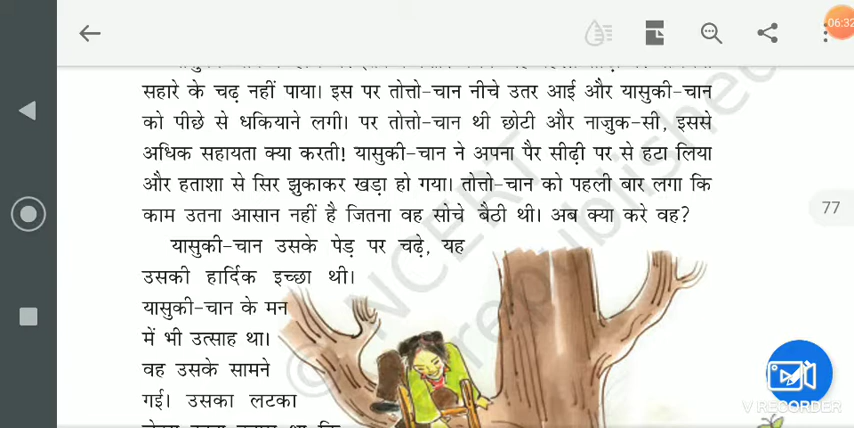 06:32
सहारे के चढ़ नहीं पाया। इस पर तोत्तो-चान नीचे उतर आई और यासुकी-चान
को पीछे से धकियाने लगी। पर तोत्तो-चान थी छोटी और नाज़ुक-सी, इससे
अधिक सहायता क्या करती! यासुकी-चान ने अपना पैर सीढ़ी पर से हटा लिया
और हताशा से सिर झुकाकर खड़ा हो गया। तोत्तो-चान को पहली बार लगा कि
काम उतना आसान नहीं है जितना वह सोचे बैठी थी। अब क्या करे वह?
77
यासुकी-चान उसके पेड़ पर चढ़े, यह
उसकी हार्दिक इच्छा थी।
यासुकी-चान के मन
में भी उत्साह था।
वह उसके सामने
गई। उसका लटका
© NCERT
republished
V RECORDER